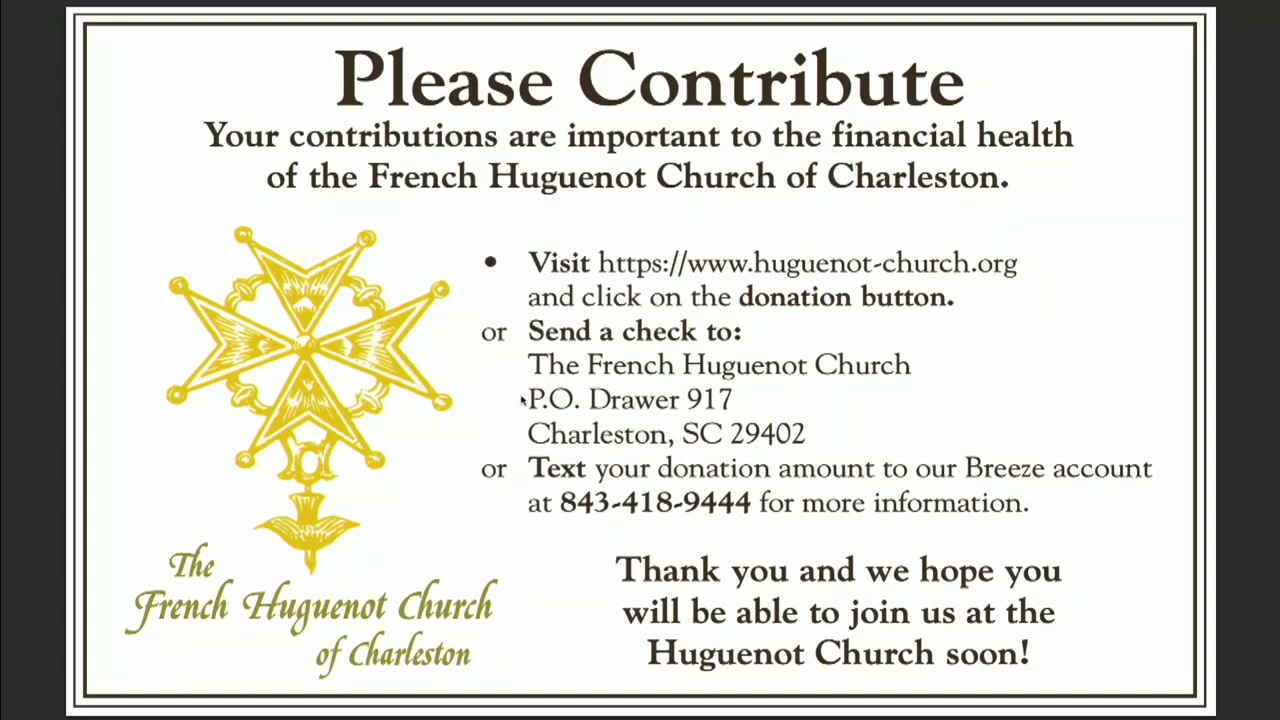 Please Contribute
Your contributions are important to the financial health
of the French Huguenot Church of Charleston.
• Visit https://www.huguenot-church.org
and click on the donation button.
or Send a check to:
The French Huguenot Church
P.O. Drawer 917
Charleston, SC 29402
or Text your donation amount to our Breeze account
at 843-418-9444 for more information.
The
French Huguenot Church
of Charleston
Thank you and we hope you
will be able to join us at the
Huguenot Church soon!